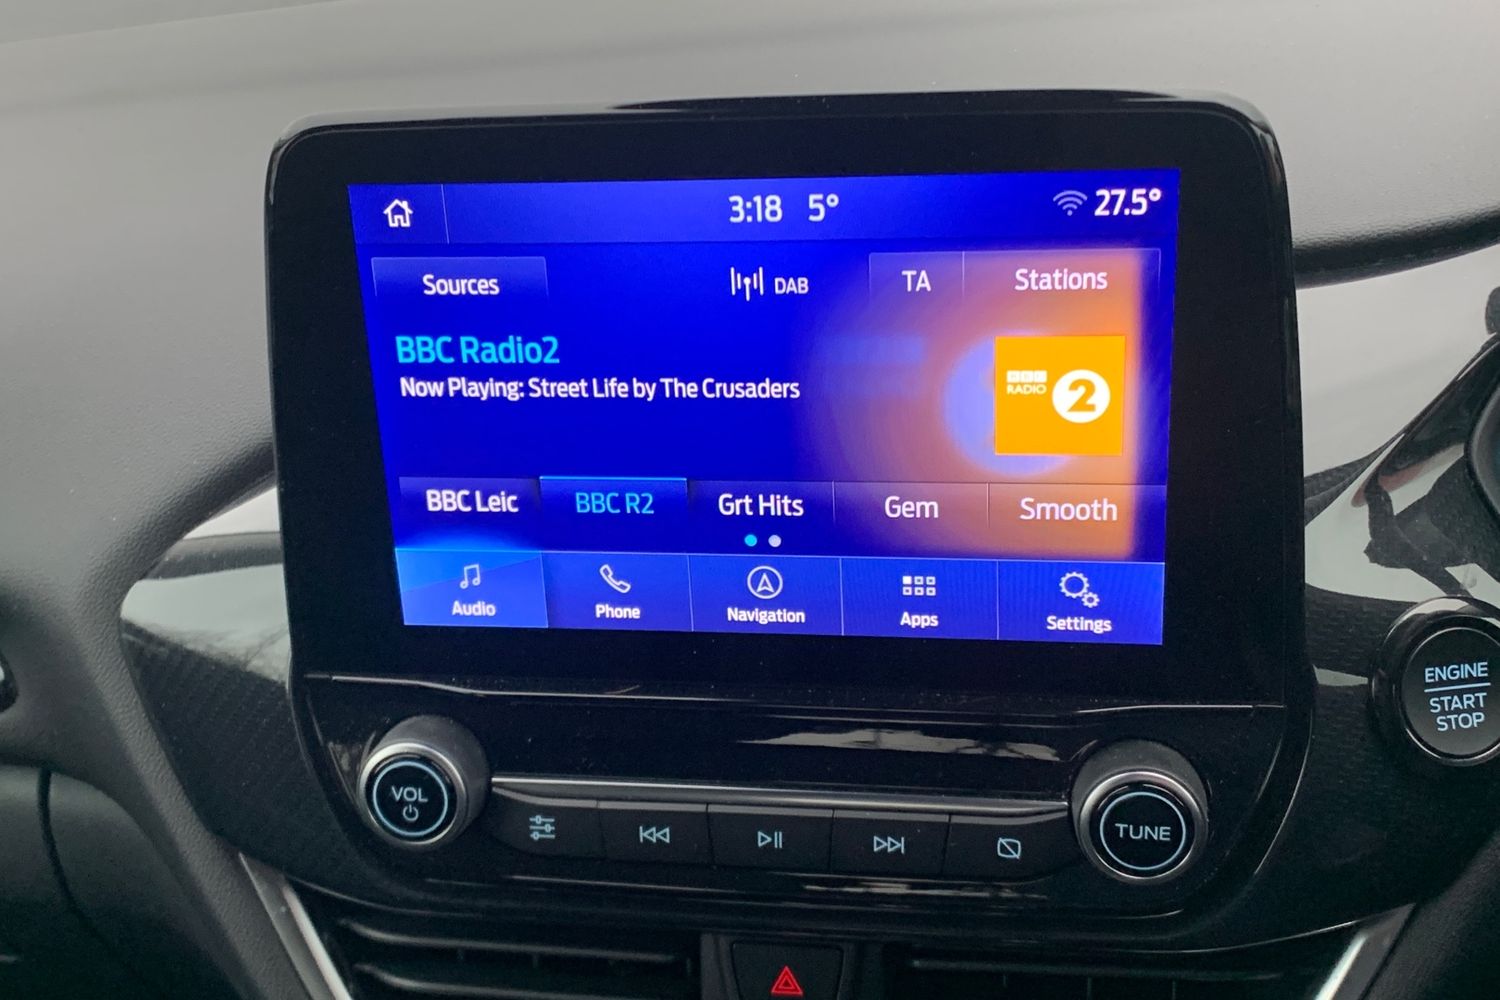 3:18 5° 27.5°
Sources DAB TA Stations
BBC Radio2
Now Playing: Street Life by The Crusaders
BBC
RADIO 2
BBC Leic BBC R2 Grt Hits Gem Smooth
Audio Phone Navigation Apps Settings
VOL
TUNE
ENGINE
START
STOP